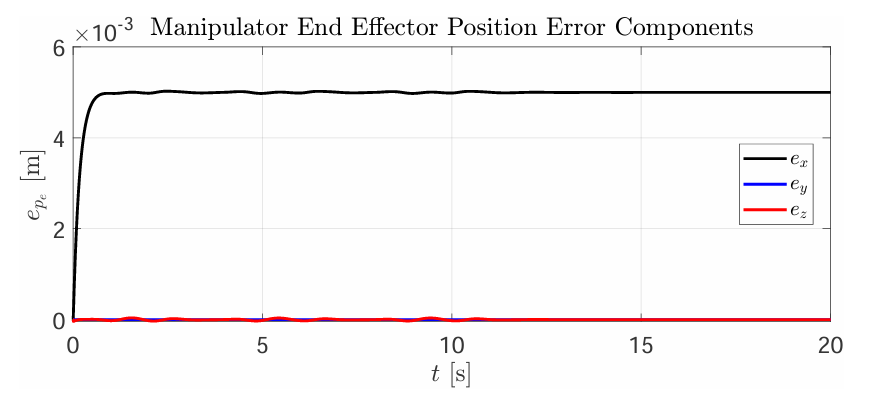 ×10⁻³ Manipulator End Effector Position Error Components
6
4
2
0
e_{p_e} [m]
e_x
e_y
e_z
0 5 10 15 20
t [s]